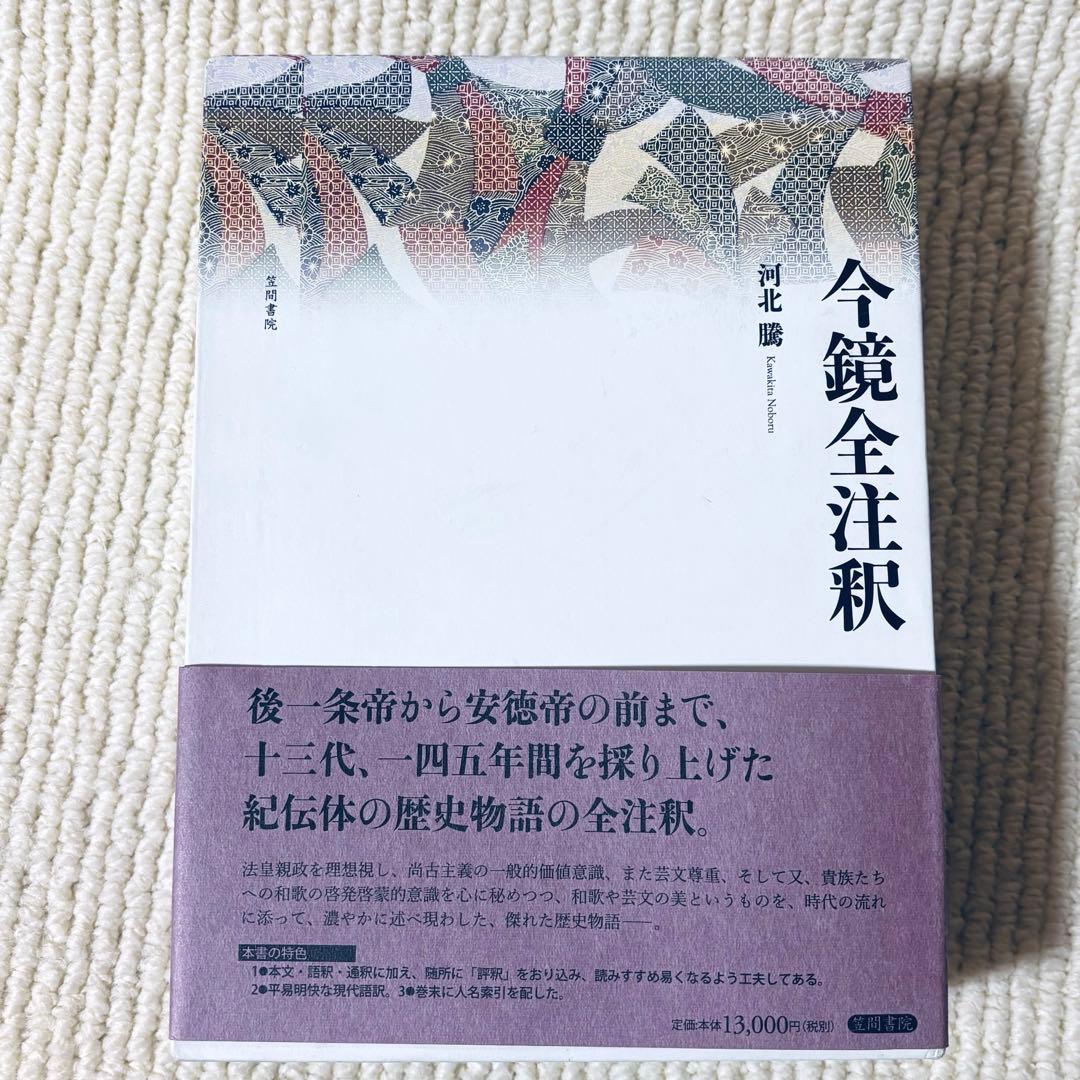 今鏡全注釈
河北 騰
Kawakita Noboru
笠間書院
後一条帝から安徳帝の前まで、
十三代、一四五年間を採り上げた
紀伝体の歴史物語の全注釈。
法皇親政を理想視し、尚古主義の一般的価値意識、また芸文尊重、そして又、貴族たち
への和歌の啓発啓蒙的意識を心に秘めつつ、和歌や芸文の美というものを、時代の流れ
に添って、濃やかに述べ現わした、傑れた歴史物語――。
本書の特色
1●本文・語釈・通釈に加え、随所に「評釈」をおり込み、読みすすめ易くなるよう工夫してある。
2●平易明快な現代語訳。3●巻末に人名索引を配した。
定価:本体13,000円(税別) 笠間書院